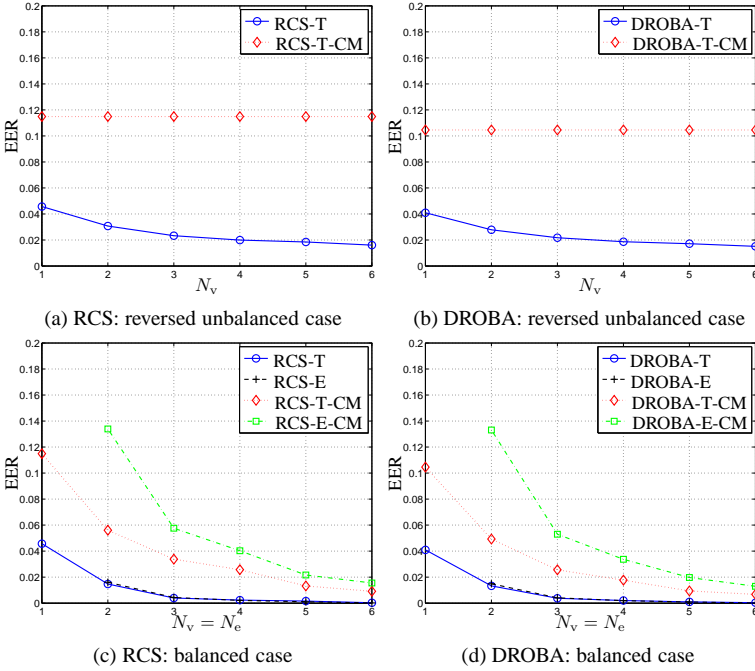 0.2
0.18
0.16
0.14
0.12
0.1
0.08
0.06
0.04
0.02
0
EER
RCS-T
RCS-T-CM
1 2 3 4 5 6
N_v
(a) RCS: reversed unbalanced case
0.2
0.18
0.16
0.14
0.12
0.1
0.08
0.06
0.04
0.02
0
EER
DROBA-T
DROBA-T-CM
1 2 3 4 5 6
N_v
(b) DROBA: reversed unbalanced case
0.2
0.18
0.16
0.14
0.12
0.1
0.08
0.06
0.04
0.02
0
EER
RCS-T
RCS-E
RCS-T-CM
RCS-E-CM
1 2 3 4 5 6
N_v = N_e
(c) RCS: balanced case
0.2
0.18
0.16
0.14
0.12
0.1
0.08
0.06
0.04
0.02
0
EER
DROBA-T
DROBA-E
DROBA-T-CM
DROBA-E-CM
1 2 3 4 5 6
N_v = N_e
(d) DROBA: balanced case